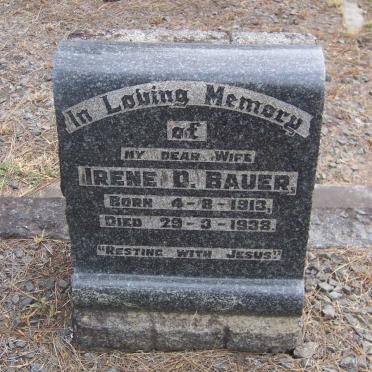 In Loving Memory
of
MY DEAR WIFE
IRENE D. BAUER,
BORN 4-8-1913,
DIED 29-3-1938.
"RESTING WITH JESUS"